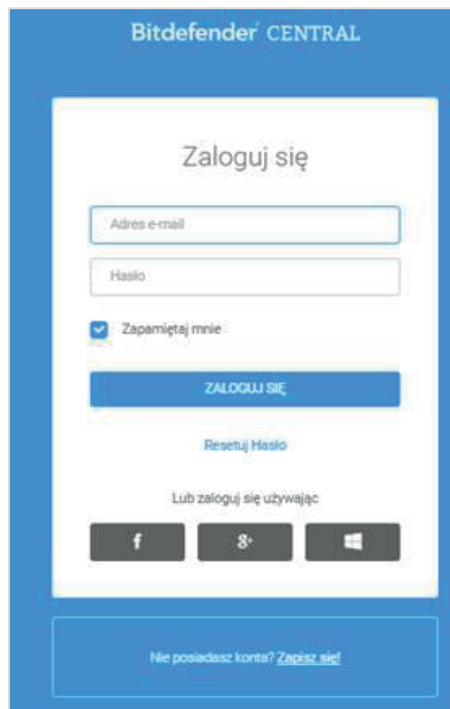 Bitdefender CENTRAL
Zaloguj się
Adres e-mail
Hasło
Zapamiętaj mnie
ZALOGUJ SIĘ
Resetuj Hasło
Lub zaloguj się używając
f 8+
Nie posiadasz konta? Zapisz się!